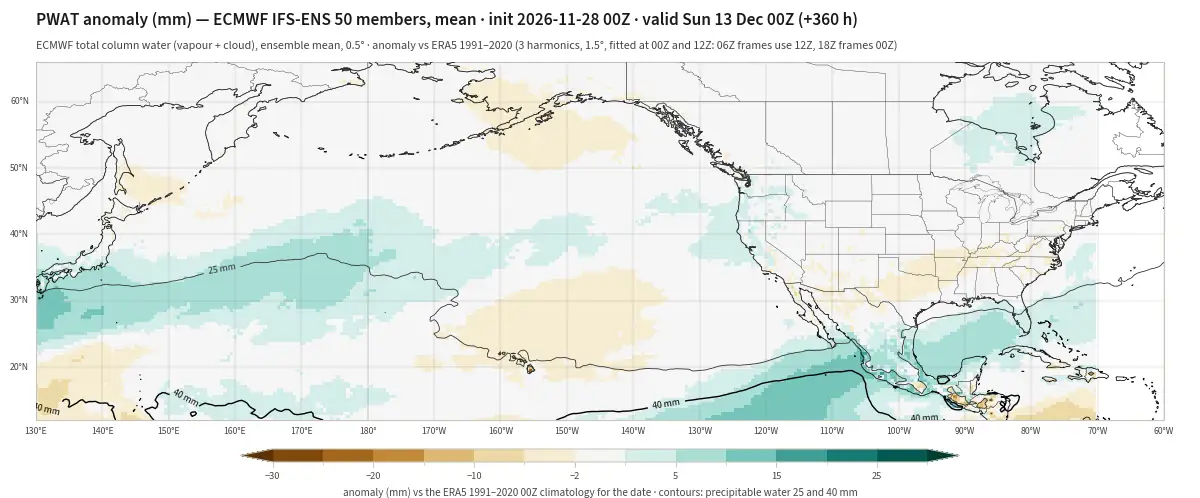 PWAT anomaly (mm) — ECMWF IFS-ENS 50 members, mean · init 2026-11-28 00Z · valid Sun 13 Dec 00Z (+360 h)
ECMWF total column water (vapour + cloud), ensemble mean, 0.5° · anomaly vs ERA5 1991–2020 (3 harmonics, 1.5°, fitted at 00Z and 12Z: 06Z frames use 12Z, 18Z frames 00Z)
60°N
50°N
40°N
25 mm
30°N
20°N
40 mm
40 mm
40 mm
130°E 140°E 150°E 160°E 170°E 180° 170°W 160°W 150°W 140°W 130°W 120°W 110°W 100°W 90°W 80°W 70°W 60°W
−30 −20 −10 −2 5 15 25
anomaly (mm) vs the ERA5 1991–2020 00Z climatology for the date · contours: precipitable water 25 and 40 mm